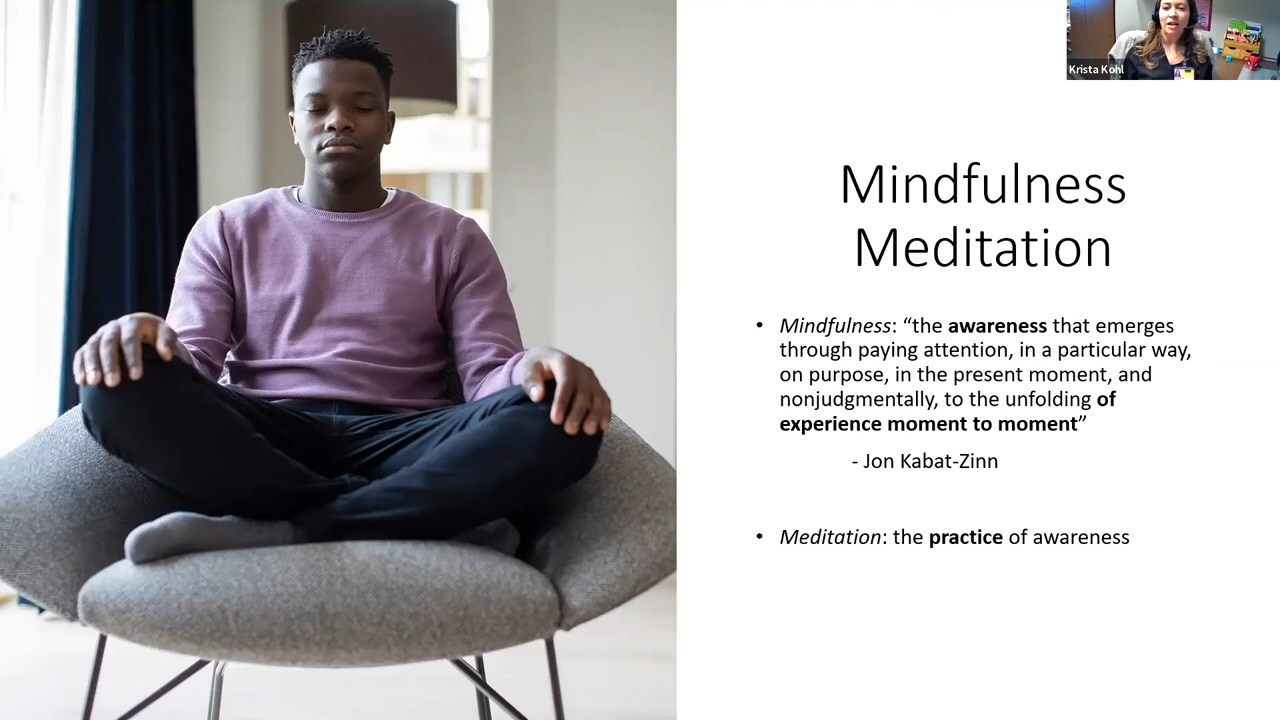 Krista Kohl
Mindfulness
Meditation
• Mindfulness: “the awareness that emerges
through paying attention, in a particular way,
on purpose, in the present moment, and
nonjudgmentally, to the unfolding of
experience moment to moment”
- Jon Kabat-Zinn
• Meditation: the practice of awareness